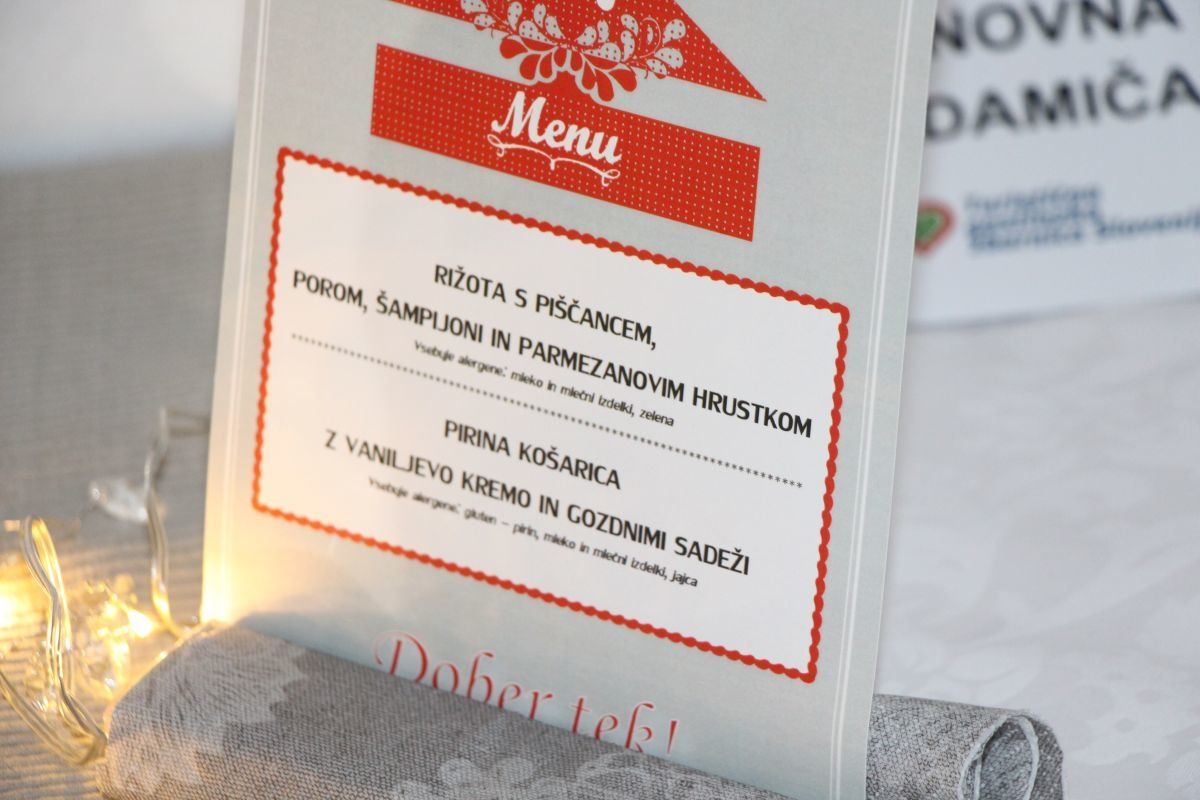 NOVNA
DAMIČA
Menu
RIŽOTA S PIŠČANCEM,
POROM, ŠAMPIJONI IN PARMEZANOVIM HRUSTKOM
Vsebuje alergene: mleko in mlečni izdelki, zelena
PIRINA KOŠARICA
Z VANILJEVO KREMO IN GOZDNIMI SADEŽI
Vsebuje alergene: gluten – pirin, mleko in mlečni izdelki, jajca
Dober tek!